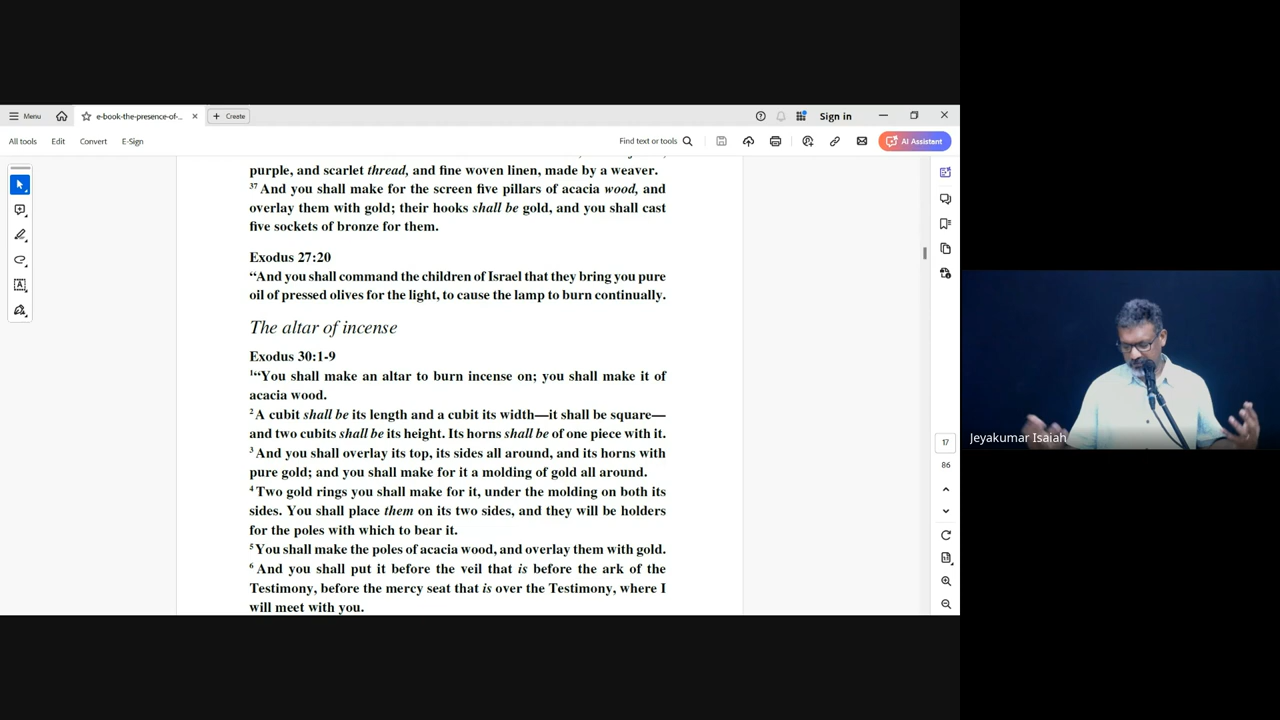 Menu
e-book-the-presence-of-...
Create
Sign in
All tools
Edit
Convert
E-Sign
Find text or tools
AI Assistant
purple, and scarlet thread, and fine woven linen, made by a weaver.
37 And you shall make for the screen five pillars of acacia wood, and
overlay them with gold; their hooks shall be gold, and you shall cast
five sockets of bronze for them.
Exodus 27:20
“And you shall command the children of Israel that they bring you pure
oil of pressed olives for the light, to cause the lamp to burn continually.
The altar of incense
Exodus 30:1-9
1“You shall make an altar to burn incense on; you shall make it of
acacia wood.
2 A cubit shall be its length and a cubit its width—it shall be square—
and two cubits shall be its height. Its horns shall be of one piece with it.
3 And you shall overlay its top, its sides all around, and its horns with
pure gold; and you shall make for it a molding of gold all around.
4 Two gold rings you shall make for it, under the molding on both its
sides. You shall place them on its two sides, and they will be holders
for the poles with which to bear it.
5 You shall make the poles of acacia wood, and overlay them with gold.
6 And you shall put it before the veil that is before the ark of the
Testimony, before the mercy seat that is over the Testimony, where I
will meet with you.
17
86
Jeyakumar Isaiah